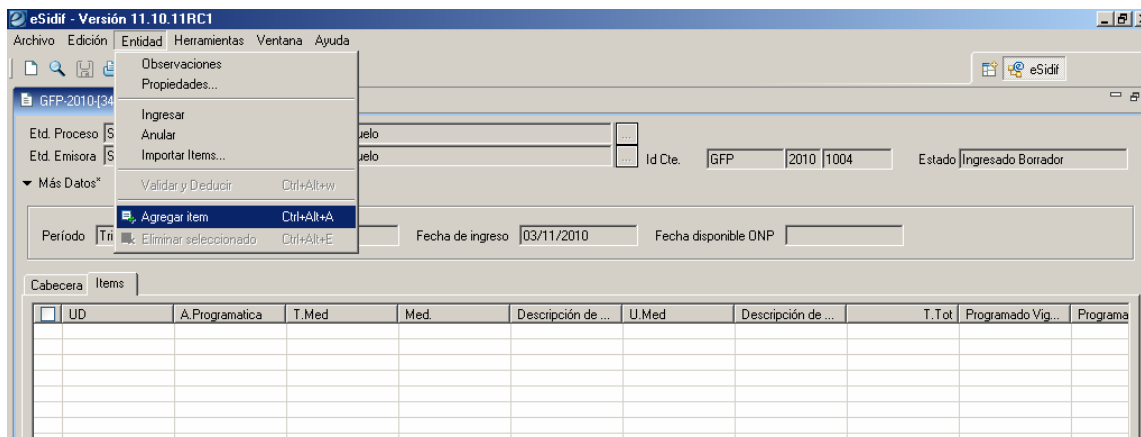 eSidif - Versión 11.10.11RC1
Archivo Edición Entidad Herramientas Ventana Ayuda
eSidif
Observaciones
Propiedades...
Ingresar
Anular
Importar Items...
Validar y Deducir Ctrl+Alt+w
Agregar item Ctrl+Alt+A
Eliminar seleccionado Ctrl+Alt+E
GFP-2010-[34
Etd. Proceso S uelo ...
Etd. Emisora S uelo ... Id Cte. GFP 2010 1004 Estado Ingresado Borrador
Más Datos*
Período Tri Fecha de ingreso 03/11/2010 Fecha disponible ONP
Cabecera Items
UD A.Programatica T.Med Med. Descripción de ... U.Med Descripción de ... T.Tot Programado Vig... Programa